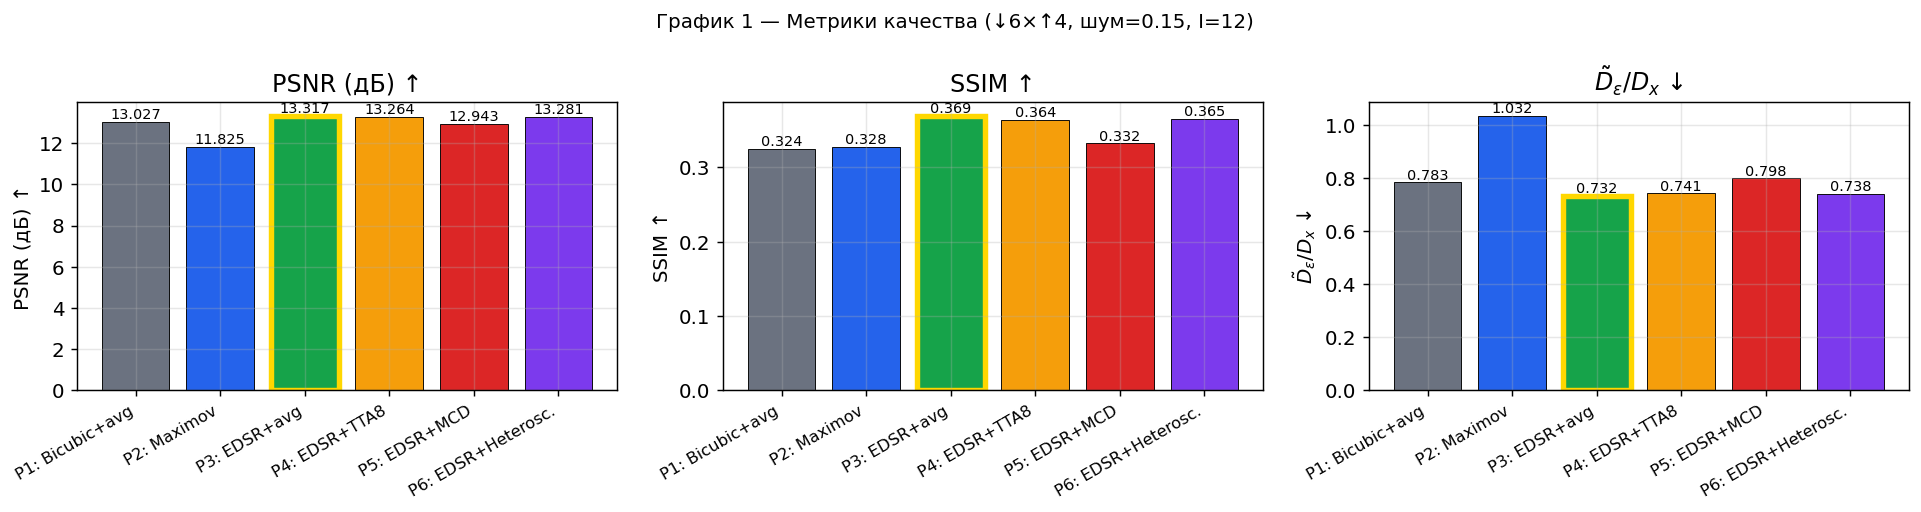 График 1 — Метрики качества (↓6×↑4, шум=0.15, I=12)
PSNR (дБ) ↑
PSNR (дБ) ↑
12
10
8
6
4
2
0
13.027
11.825
13.317
13.264
12.943
13.281
P1: Bicubic+avg
P2: Maximov
P3: EDSR+avg
P4: EDSR+TTA8
P5: EDSR+MCD
P6: EDSR+Heterosc.
SSIM ↑
SSIM ↑
0.3
0.2
0.1
0.0
0.324
0.328
0.369
0.364
0.332
0.365
P1: Bicubic+avg
P2: Maximov
P3: EDSR+avg
P4: EDSR+TTA8
P5: EDSR+MCD
P6: EDSR+Heterosc.
D̃ε/Dx ↓
D̃ε/Dx ↓
1.0
0.8
0.6
0.4
0.2
0.0
0.783
1.032
0.732
0.741
0.798
0.738
P1: Bicubic+avg
P2: Maximov
P3: EDSR+avg
P4: EDSR+TTA8
P5: EDSR+MCD
P6: EDSR+Heterosc.